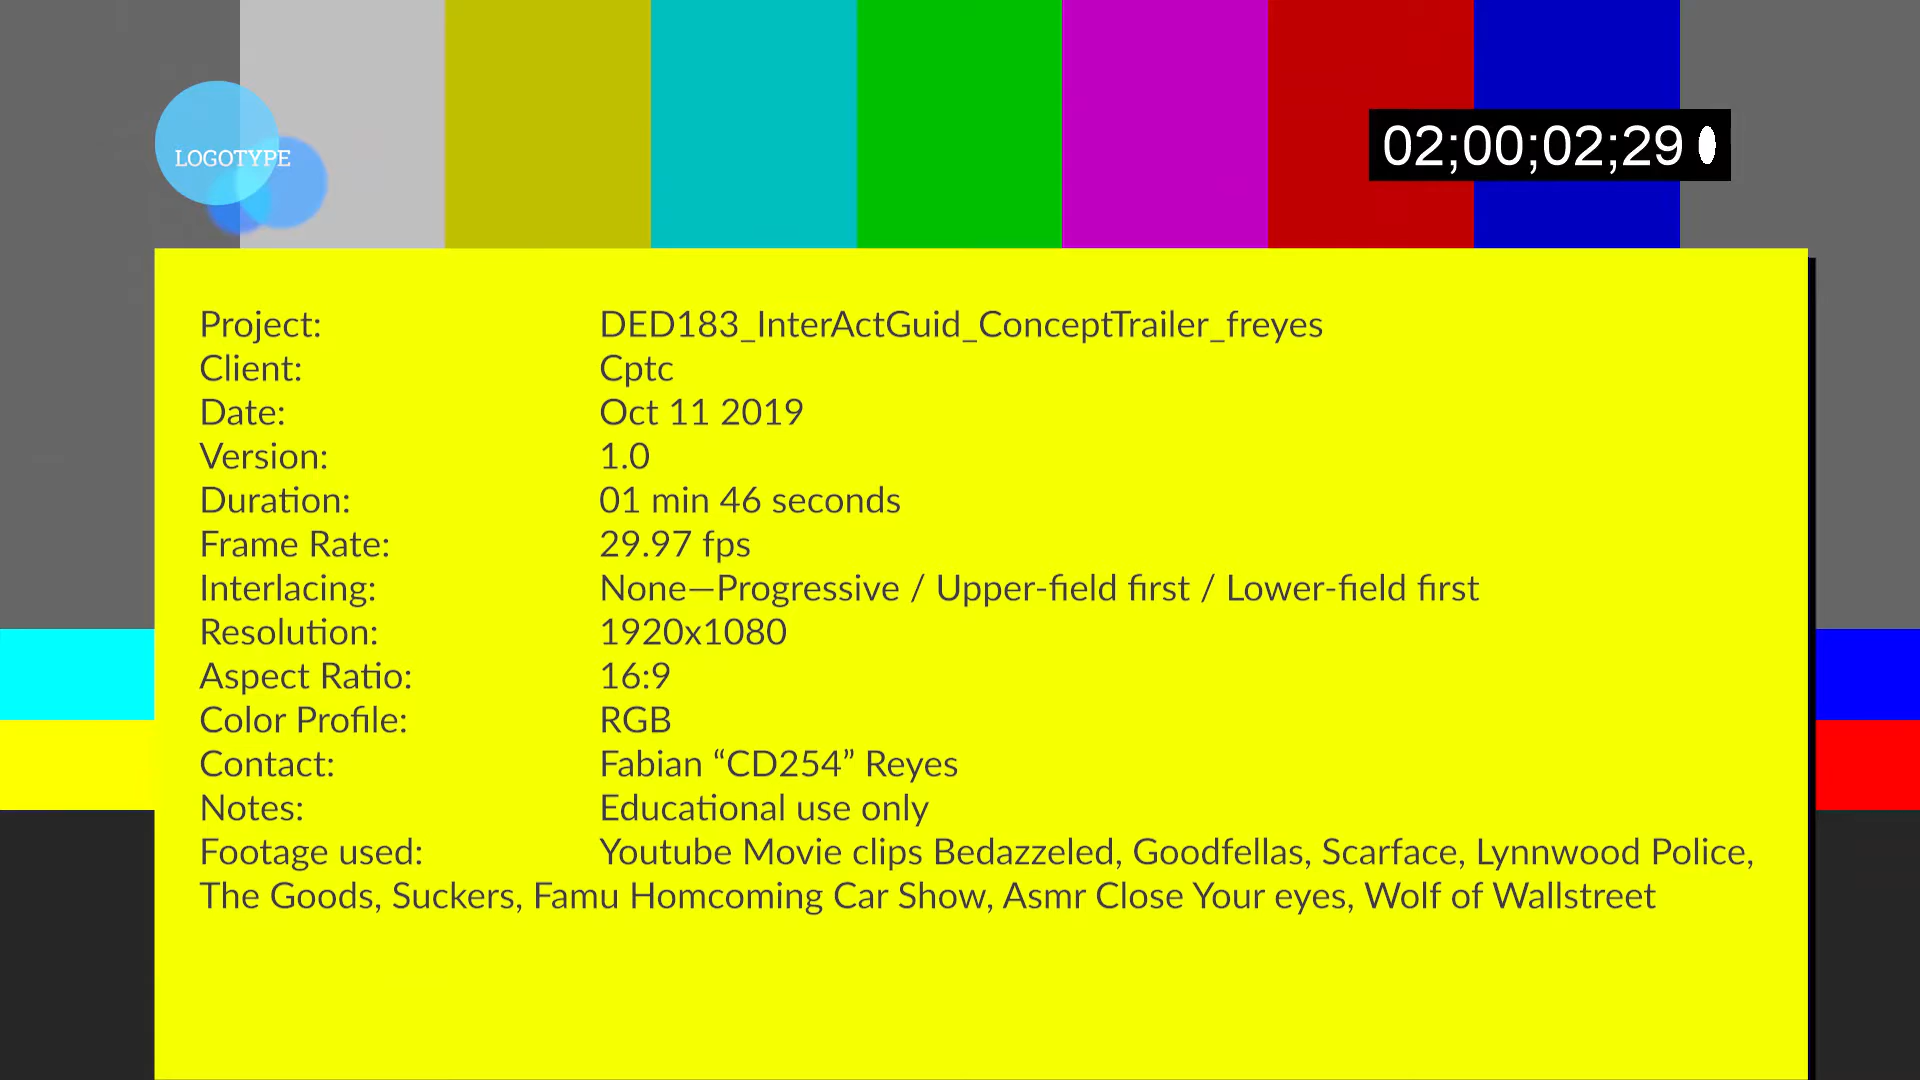 LOGOTYPE
02;00;02;29
Project: DED183_InterActGuid_ConceptTrailer_freyes
Client: Cptc
Date: Oct 11 2019
Version: 1.0
Duration: 01 min 46 seconds
Frame Rate: 29.97 fps
Interlacing: None—Progressive / Upper-field first / Lower-field first
Resolution: 1920x1080
Aspect Ratio: 16:9
Color Profile: RGB
Contact: Fabian “CD254” Reyes
Notes: Educational use only
Footage used: Youtube Movie clips Bedazzeled, Goodfellas, Scarface, Lynnwood Police,
The Goods, Suckers, Famu Homcoming Car Show, Asmr Close Your eyes, Wolf of Wallstreet